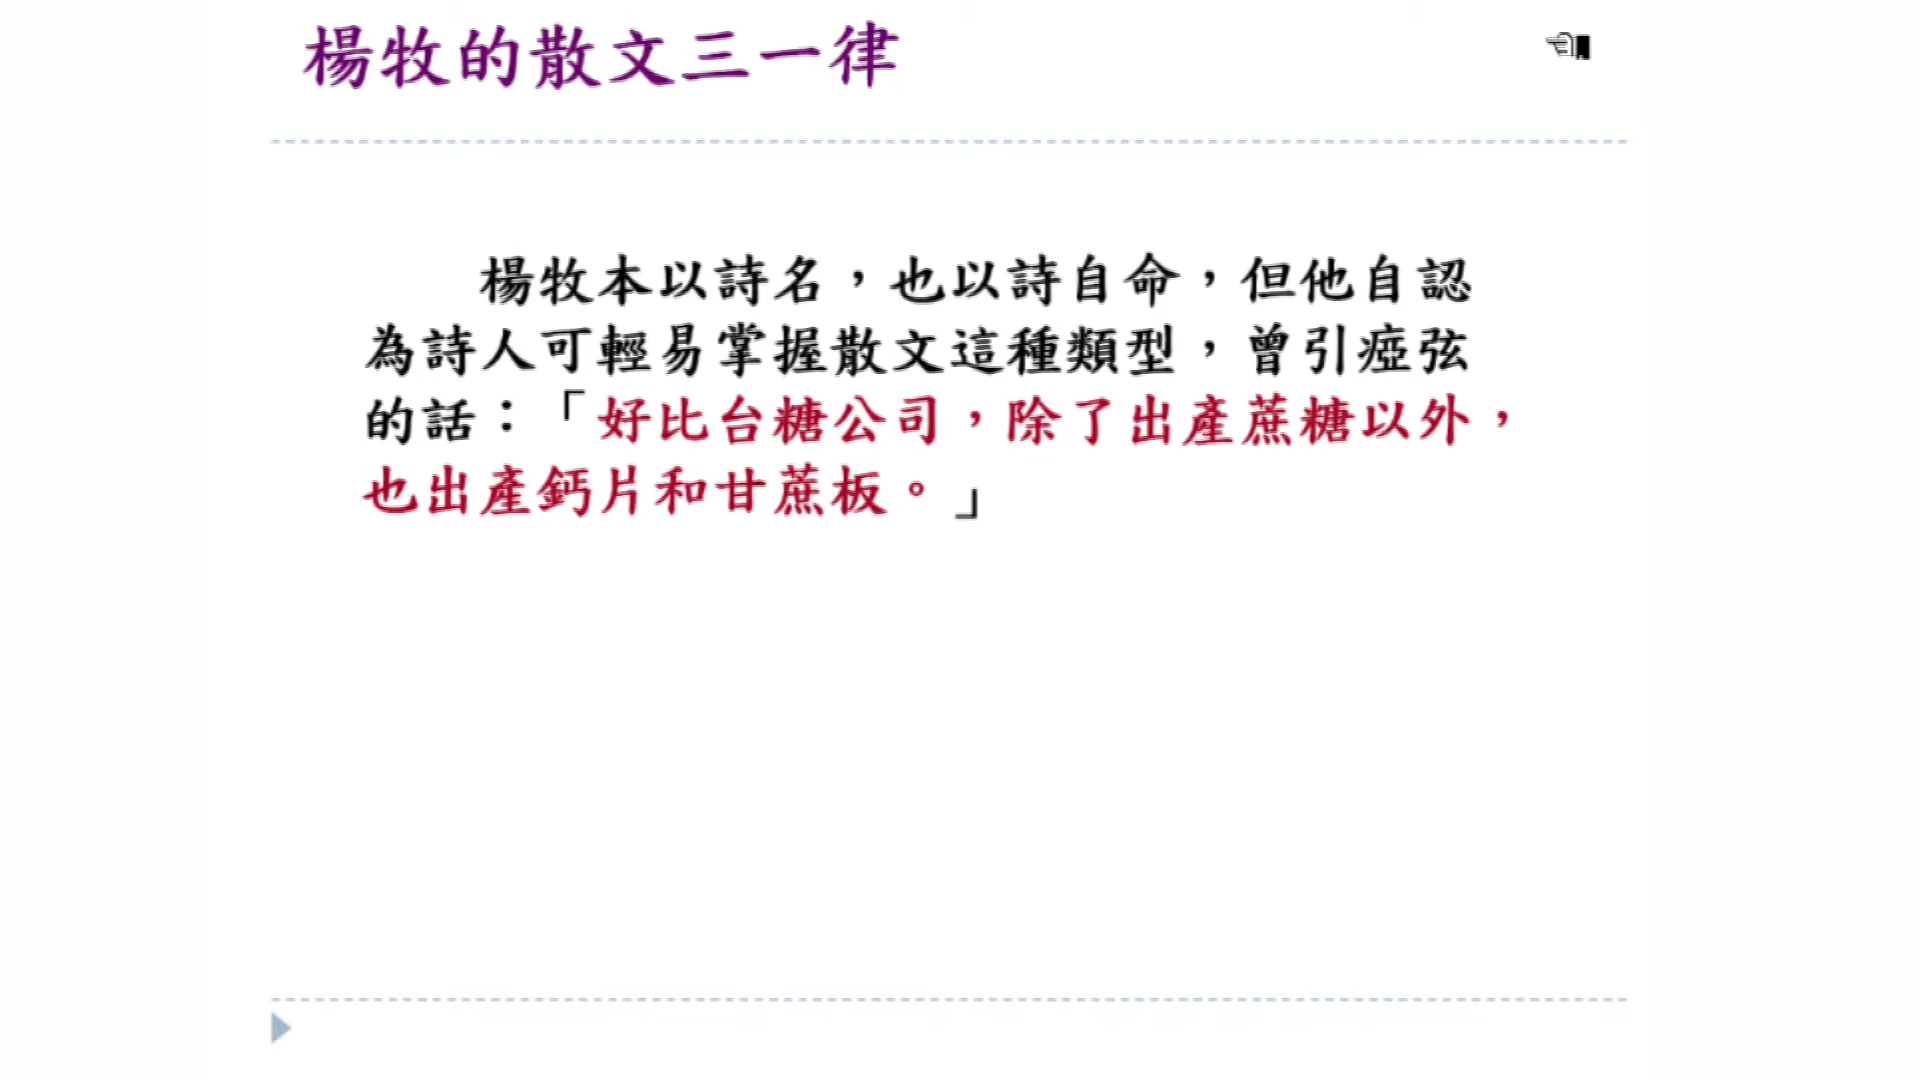 楊牧的散文三一律
楊牧本以詩名，也以詩自命，但他自認
為詩人可輕易掌握散文這種類型，曾引瘂弦
的話：「好比台糖公司，除了出產蔗糖以外，
也出產鈣片和甘蔗板。」